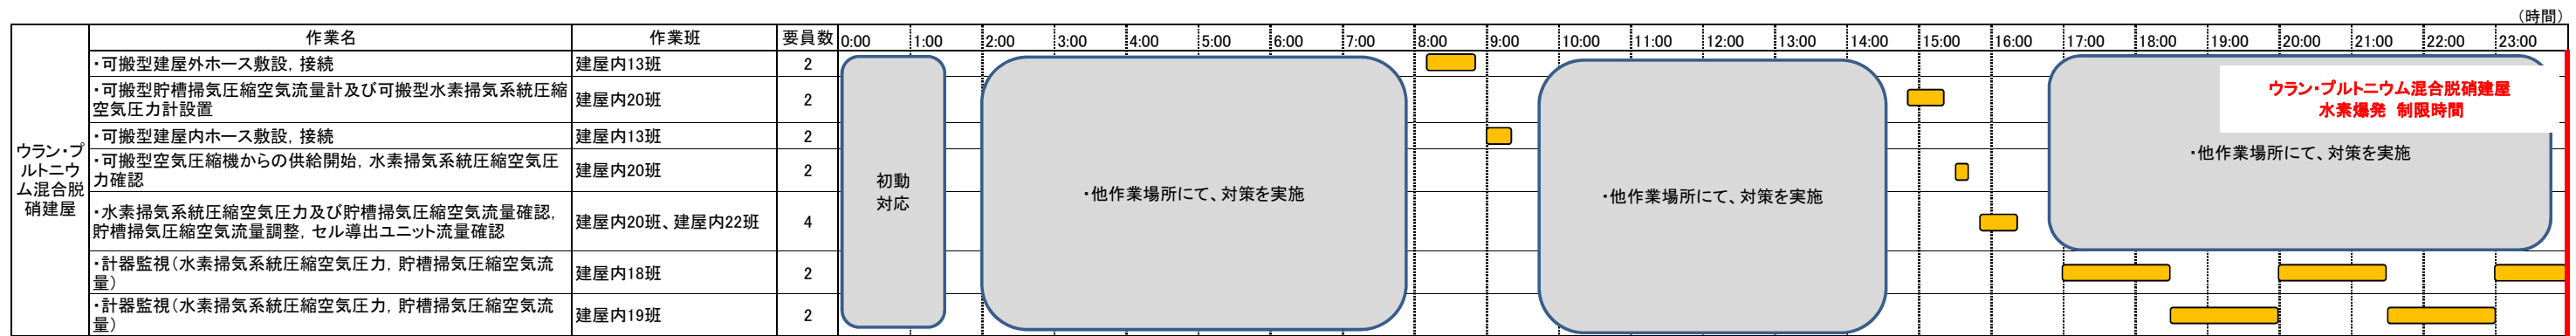 （時間）
作業名 作業班 要員数 0:00 1:00 2:00 3:00 4:00 5:00 6:00 7:00 8:00 9:00 10:00 11:00 12:00 13:00 14:00 15:00 16:00 17:00 18:00 19:00 20:00 21:00 22:00 23:00
ウラン・プ
ルトニウ
ム混合脱
硝建屋
・可搬型建屋外ホース敷設，接続 建屋内13班 2
・可搬型貯槽掃気圧縮空気流量計及び可搬型水素掃気系統圧縮
空気圧力計設置 建屋内20班 2
・可搬型建屋内ホース敷設，接続 建屋内13班 2
・可搬型空気圧縮機からの供給開始，水素掃気系統圧縮空気圧
力確認 建屋内20班 2
・水素掃気系統圧縮空気圧力及び貯槽掃気圧縮空気流量確認，
貯槽掃気圧縮空気流量調整，セル導出ユニット流量確認 建屋内20班、建屋内22班 4
・計器監視（水素掃気系統圧縮空気圧力，貯槽掃気圧縮空気流
量） 建屋内18班 2
・計器監視（水素掃気系統圧縮空気圧力，貯槽掃気圧縮空気流
量） 建屋内19班 2
初動
対応
・他作業場所にて、対策を実施
・他作業場所にて、対策を実施
ウラン・プルトニウム混合脱硝建屋
水素爆発 制限時間
・他作業場所にて、対策を実施